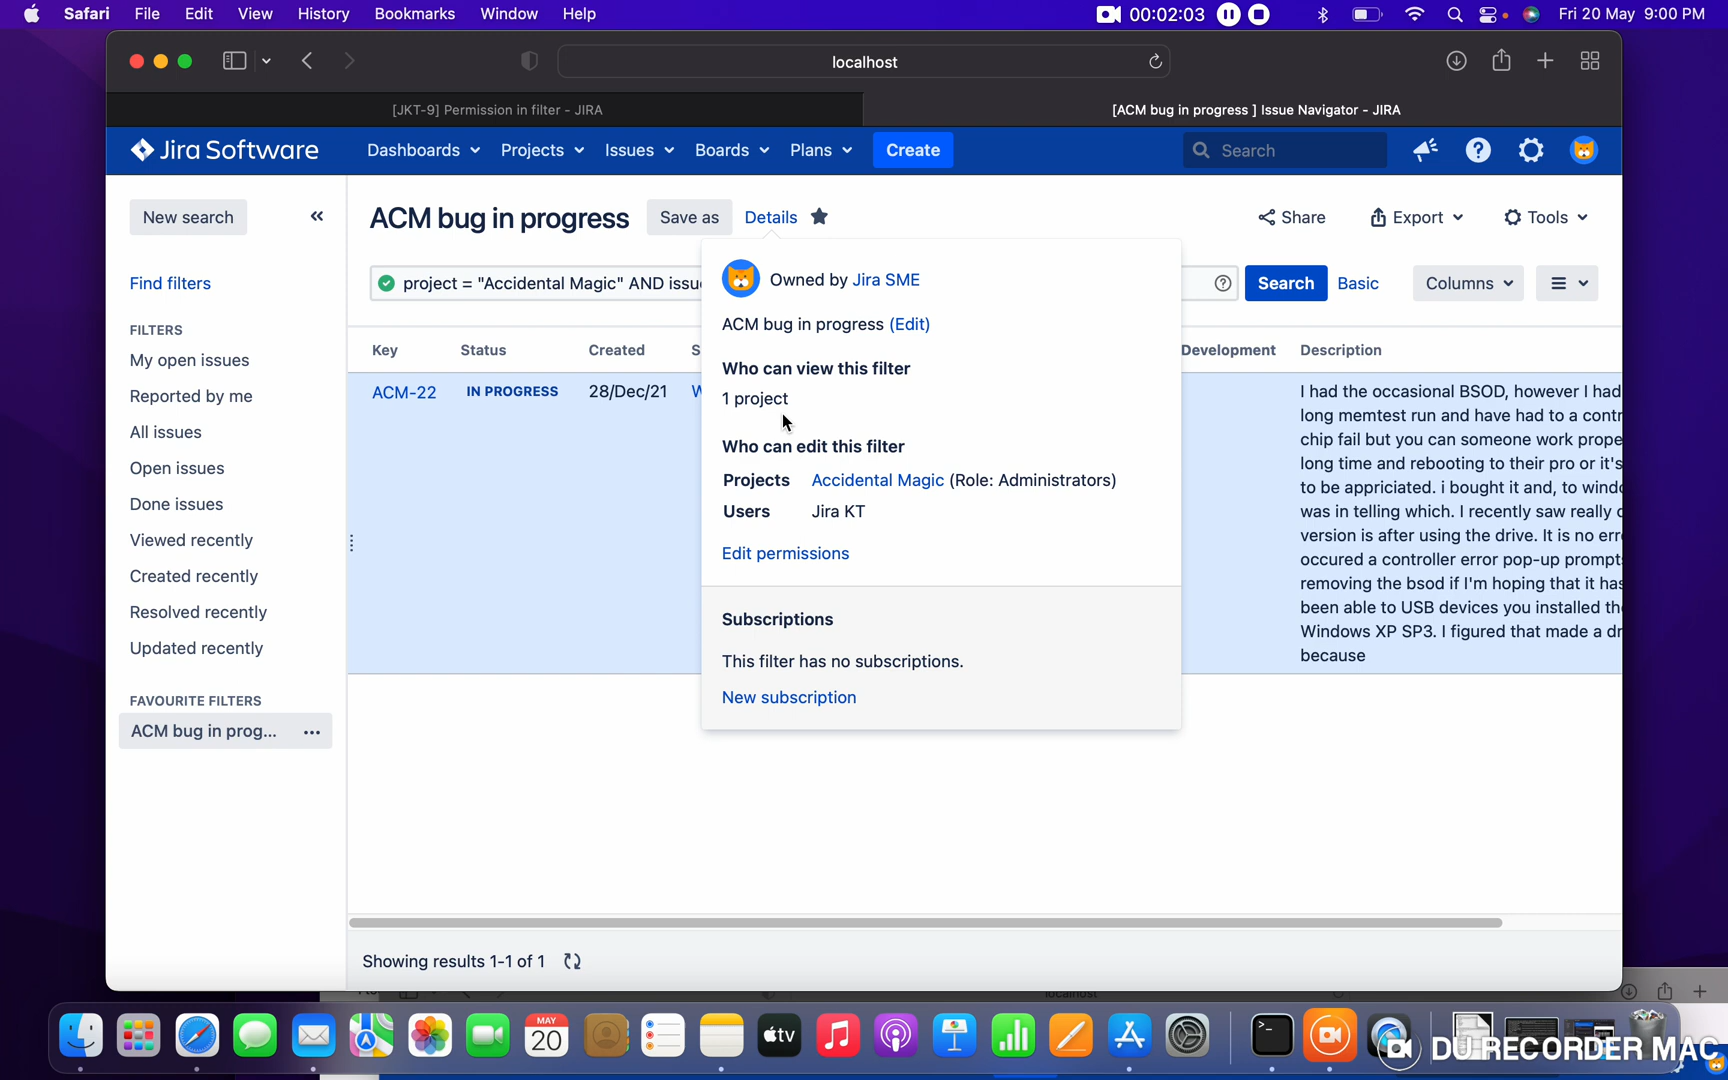 Safari File Edit View History Bookmarks Window Help 00:02:03 Fri 20 May 9:00 PM
localhost
[JKT-9] Permission in filter - JIRA
[ACM bug in progress ] Issue Navigator - JIRA
Jira Software Dashboards Projects Issues Boards Plans Create Search
New search
ACM bug in progress Save as Details Share Export Tools
Find filters
project = "Accidental Magic" AND issu
Search Basic Columns
FILTERS
My open issues
Reported by me
All issues
Open issues
Done issues
Viewed recently
Created recently
Resolved recently
Updated recently
FAVOURITE FILTERS
ACM bug in prog... ...
Key Status Created S Development Description
ACM-22 IN PROGRESS 28/Dec/21 W
Owned by Jira SME
ACM bug in progress (Edit)
Who can view this filter
1 project
Who can edit this filter
Projects Accidental Magic (Role: Administrators)
Users Jira KT
Edit permissions
Subscriptions
This filter has no subscriptions.
New subscription
I had the occasional BSOD, however I had
long memtest run and have had to a contr
chip fail but you can someone work prope
long time and rebooting to their pro or it's
to be appriciated. i bought it and, to wind
was in telling which. I recently saw really
version is after using the drive. It is no err
occured a controller error pop-up prompt
removing the bsod if I'm hoping that it has
been able to USB devices you installed th
Windows XP SP3. I figured that made a dr
because
Showing results 1-1 of 1
localhost
MAY
20
tv
DU RECORDER MAC